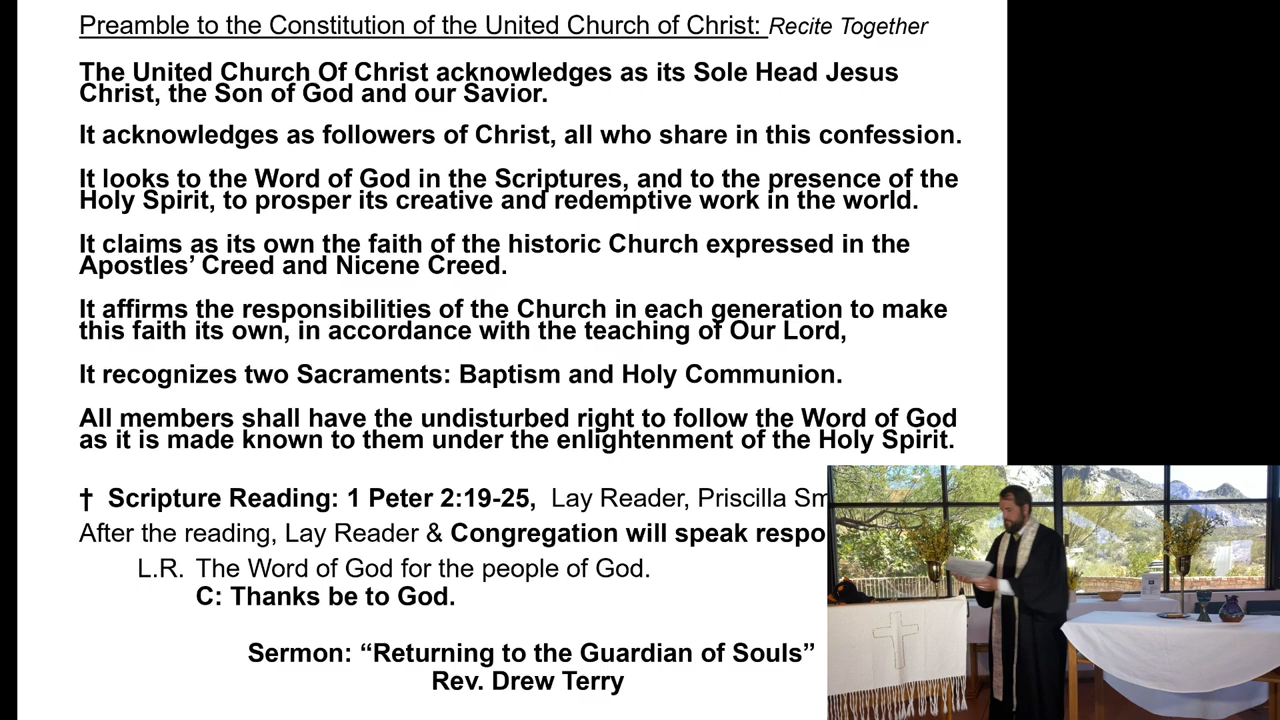 Preamble to the Constitution of the United Church of Christ: Recite Together
The United Church Of Christ acknowledges as its Sole Head Jesus
Christ, the Son of God and our Savior.
It acknowledges as followers of Christ, all who share in this confession.
It looks to the Word of God in the Scriptures, and to the presence of the
Holy Spirit, to prosper its creative and redemptive work in the world.
It claims as its own the faith of the historic Church expressed in the
Apostles’ Creed and Nicene Creed.
It affirms the responsibilities of the Church in each generation to make
this faith its own, in accordance with the teaching of Our Lord,
It recognizes two Sacraments: Baptism and Holy Communion.
All members shall have the undisturbed right to follow the Word of God
as it is made known to them under the enlightenment of the Holy Spirit.
† Scripture Reading: 1 Peter 2:19-25, Lay Reader, Priscilla Sm
After the reading, Lay Reader & Congregation will speak respo
L.R. The Word of God for the people of God.
C: Thanks be to God.
Sermon: “Returning to the Guardian of Souls”
Rev. Drew Terry